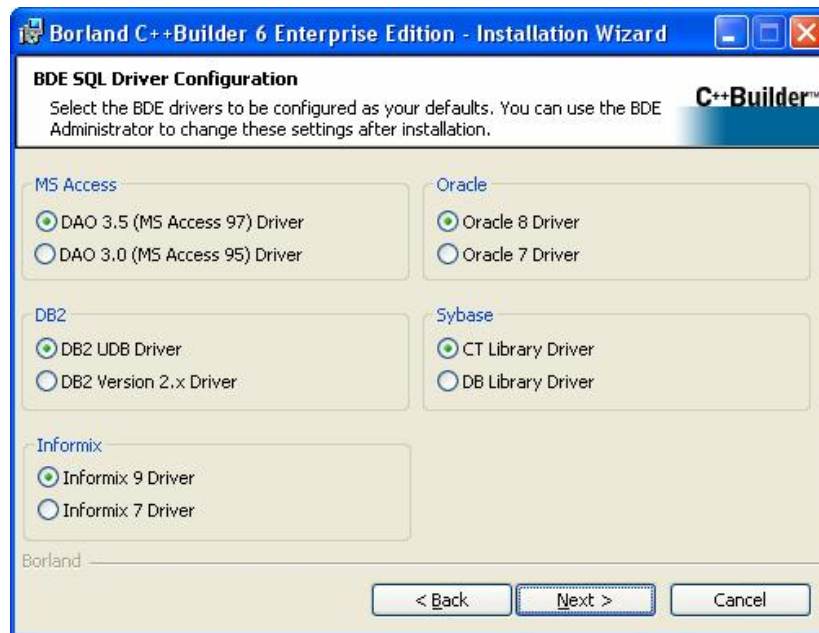 Borland C++Builder 6 Enterprise Edition - Installation Wizard
BDE SQL Driver Configuration
Select the BDE drivers to be configured as your defaults. You can use the BDE
Administrator to change these settings after installation.
C++Builder™
MS Access
DAO 3.5 (MS Access 97) Driver
DAO 3.0 (MS Access 95) Driver
Oracle
Oracle 8 Driver
Oracle 7 Driver
DB2
DB2 UDB Driver
DB2 Version 2.x Driver
Sybase
CT Library Driver
DB Library Driver
Informix
Informix 9 Driver
Informix 7 Driver
Borland
< Back
Next >
Cancel